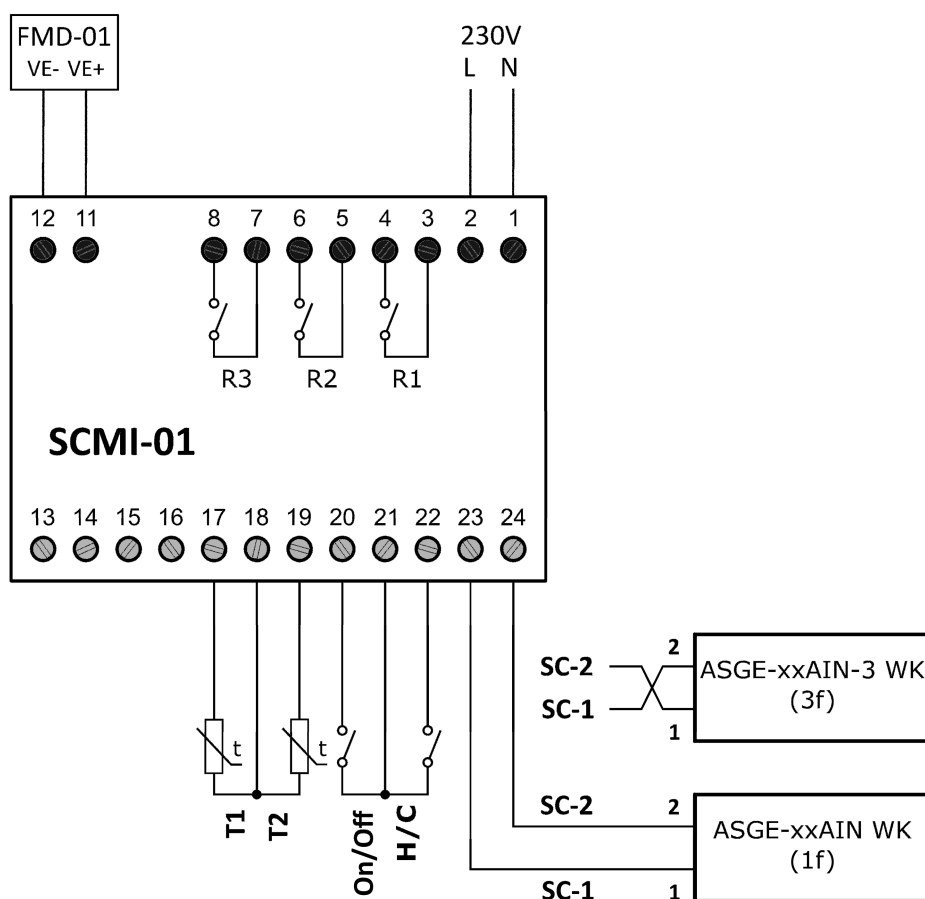 FMD-01
VE- VE+
230V
L N
12 11 8 7 6 5 4 3 2 1
R3 R2 R1
SCMI-01
13 14 15 16 17 18 19 20 21 22 23 24
t t
T1
T2
On/Off
H/C
SC-2 2
SC-1 1
ASGE-xxAIN-3 WK
(3f)
SC-2 2
SC-1 1
ASGE-xxAIN WK
(1f)